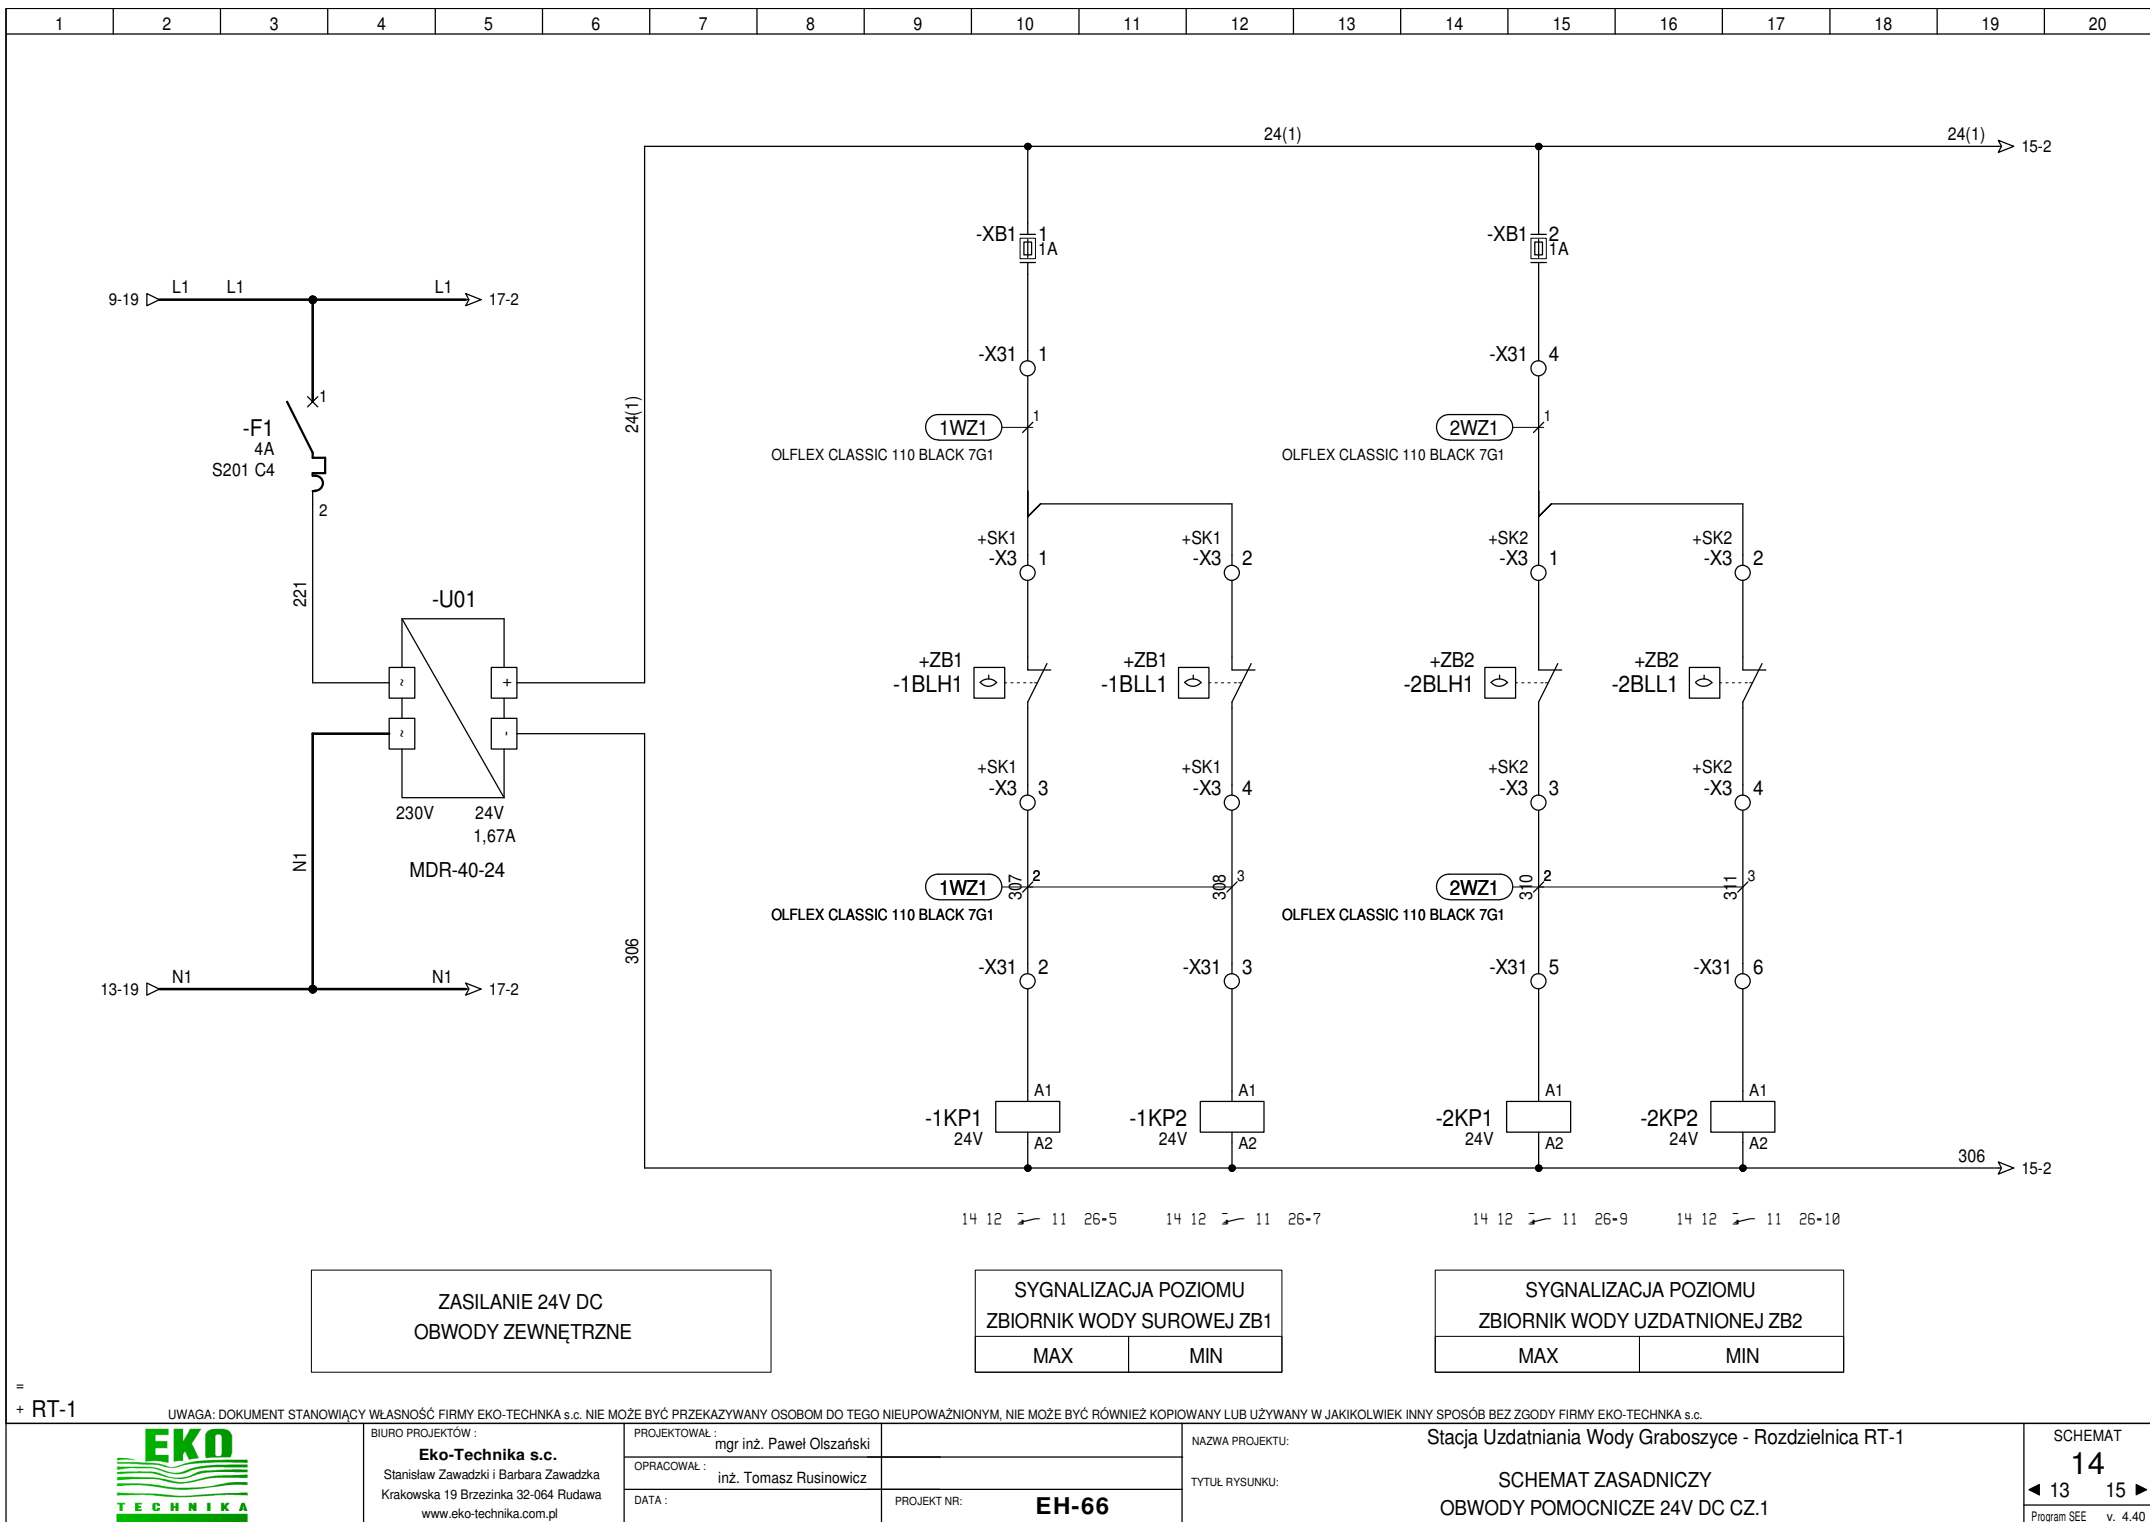 1 2 3 4 5 6 7 8 9 10 11 12 13 14 15 16 17 18 19 20
24(1) 24(1) 15-2
-XB1 1 1A -XB1 2 1A
9-19 L1 L1 L1 17-2
-X31 1 -X31 4
-F1 1
4A
S201 C4
2
24(1)
1WZ1 1 2WZ1 1
OLFLEX CLASSIC 110 BLACK 7G1 OLFLEX CLASSIC 110 BLACK 7G1
+SK1 +SK1 +SK2 +SK2
-X3 1 -X3 2 -X3 1 -X3 2
221
-U01
+ZB1 +ZB1 +ZB2 +ZB2
-1BLH1 -1BLL1 -2BLH1 -2BLL1
~ +
~ -
+SK1 +SK1 +SK2 +SK2
-X3 3 -X3 4 -X3 3 -X3 4
230V 24V
1,67A
MDR-40-24
N1
1WZ1 307 2 308 3 2WZ1 310 2 311 3
OLFLEX CLASSIC 110 BLACK 7G1 OLFLEX CLASSIC 110 BLACK 7G1
306
-X31 2 -X31 3 -X31 5 -X31 6
13-19 N1 N1 17-2
A1 A1 A1 A1
-1KP1 -1KP2 -2KP1 -2KP2
24V 24V 24V 24V
A2 A2 A2 A2
306 15-2
14 12 11 26-5 14 12 11 26-7 14 12 11 26-9 14 12 11 26-10
ZASILANIE 24V DC
OBWODY ZEWNĘTRZNE
SYGNALIZACJA POZIOMU
ZBIORNIK WODY SUROWEJ ZB1
MAX MIN
SYGNALIZACJA POZIOMU
ZBIORNIK WODY UZDATNIONEJ ZB2
MAX MIN
=
+ RT-1
UWAGA: DOKUMENT STANOWIĄCY WŁASNOŚĆ FIRMY EKO-TECHNKA s.c. NIE MOŻE BYĆ PRZEKAZYWANY OSOBOM DO TEGO NIEUPOWAŻNIONYM, NIE MOŻE BYĆ RÓWNIEŻ KOPIOWANY LUB UŻYWANY W JAKIKOLWIEK INNY SPOSÓB BEZ ZGODY FIRMY EKO-TECHNKA s.c.
EKO
TECHNIKA
BIURO PROJEKTÓW :
Eko-Technika s.c.
Stanisław Zawadzki i Barbara Zawadzka
Krakowska 19 Brzezinka 32-064 Rudawa
www.eko-technika.com.pl
PROJEKTOWAŁ :
mgr inż. Paweł Olszański
OPRACOWAŁ :
inż. Tomasz Rusinowicz
DATA :
PROJEKT NR: EH-66
NAZWA PROJEKTU: Stacja Uzdatniania Wody Graboszyce - Rozdzielnica RT-1
TYTUŁ RYSUNKU: SCHEMAT ZASADNICZY
OBWODY POMOCNICZE 24V DC CZ.1
SCHEMAT
14
◄ 13 15 ►
Program SEE v. 4.40